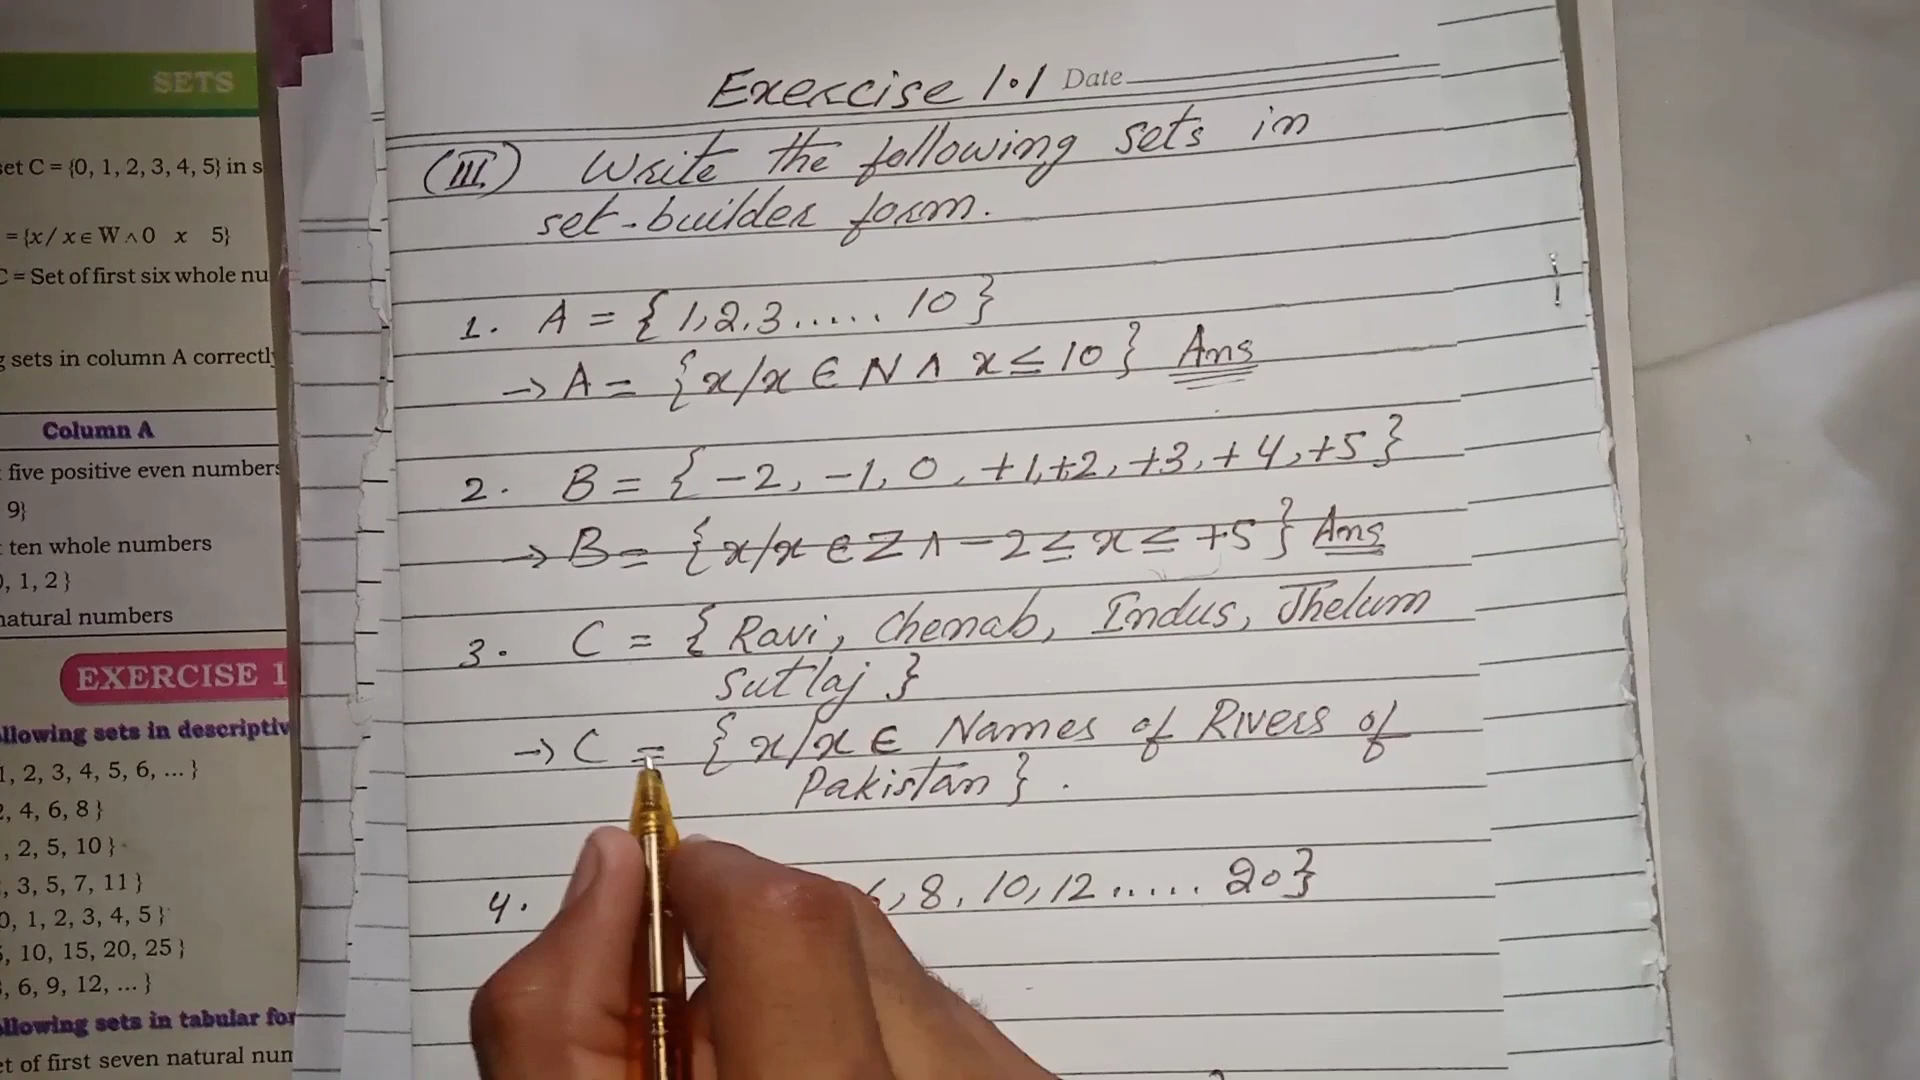 SETS
set C = {0, 1, 2, 3, 4, 5} in s
= {x/ x ∈ W ∧ 0 x 5}
C = Set of first six whole nu
sets in column A correctly
Column A
five positive even numbers
9}
ten whole numbers
0, 1, 2 }
natural numbers
EXERCISE 1
following sets in descriptiv
1, 2, 3, 4, 5, 6, ... }
2, 4, 6, 8 }
, 2, 5, 10 }
, 3, 5, 7, 11 }
0, 1, 2, 3, 4, 5 }
5, 10, 15, 20, 25 }
, 6, 9, 12, ... }
following sets in tabular for
et of first seven natural num
Exercise 1.1 Date
(III) Write the following sets in
set-builder form.
1. A = { 1, 2, 3 ..... 10 }
→ A = { x/x ∈ N ∧ x ≤ 10 } Ans
2. B = { -2, -1, 0, +1, +2, +3, +4, +5 }
→ B = { x/x ∈ Z ∧ -2 ≤ x ≤ +5 } Ans
3. C = { Ravi, Chenab, Indus, Jhelum
Sutlaj }
→ C = { x/x ∈ Names of Rivers of
Pakistan } .
4. 6, 8, 10, 12 ..... 20 }